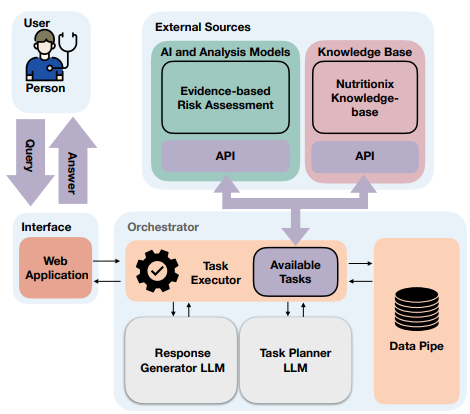 User
Person
Query
Answer
External Sources
AI and Analysis Models
Evidence-based
Risk Assessment
API
Knowledge Base
Nutritionix
Knowledge-
base
API
Interface
Web
Application
Orchestrator
Task
Executor
Available
Tasks
Response
Generator LLM
Task Planner
LLM
Data Pipe